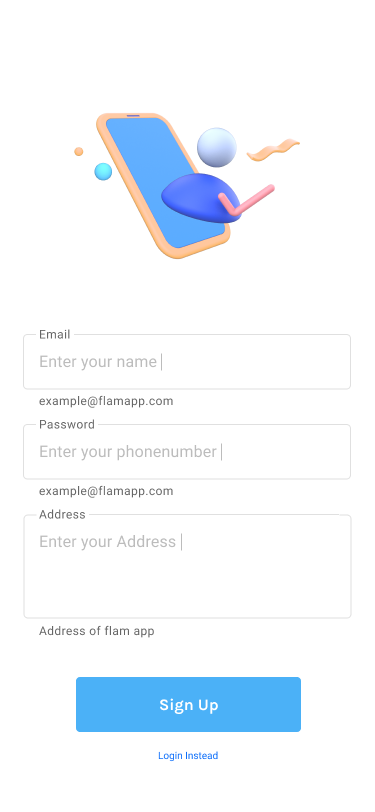 Email
Enter your name
example@flamapp.com
Password
Enter your phonenumber
example@flamapp.com
Address
Enter your Address
Address of flam app
Sign Up
Login Instead